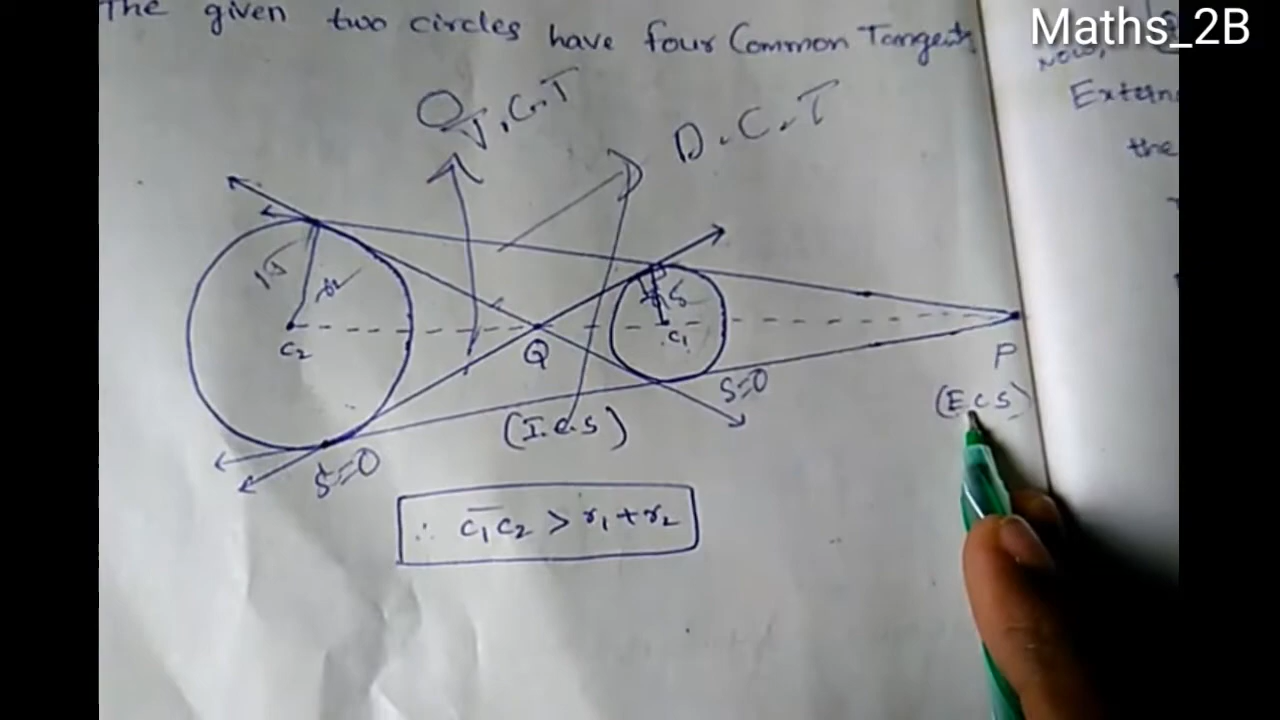 Maths_2B
The given two circles have four Common Tangents
Now,
Extern
the
T.C.T
D.C.T
15
r2
C2
Q
C1
P
S=0
(E.C.S)
(I.C.S)
S'=0
∴ C1C2 > r1 + r2